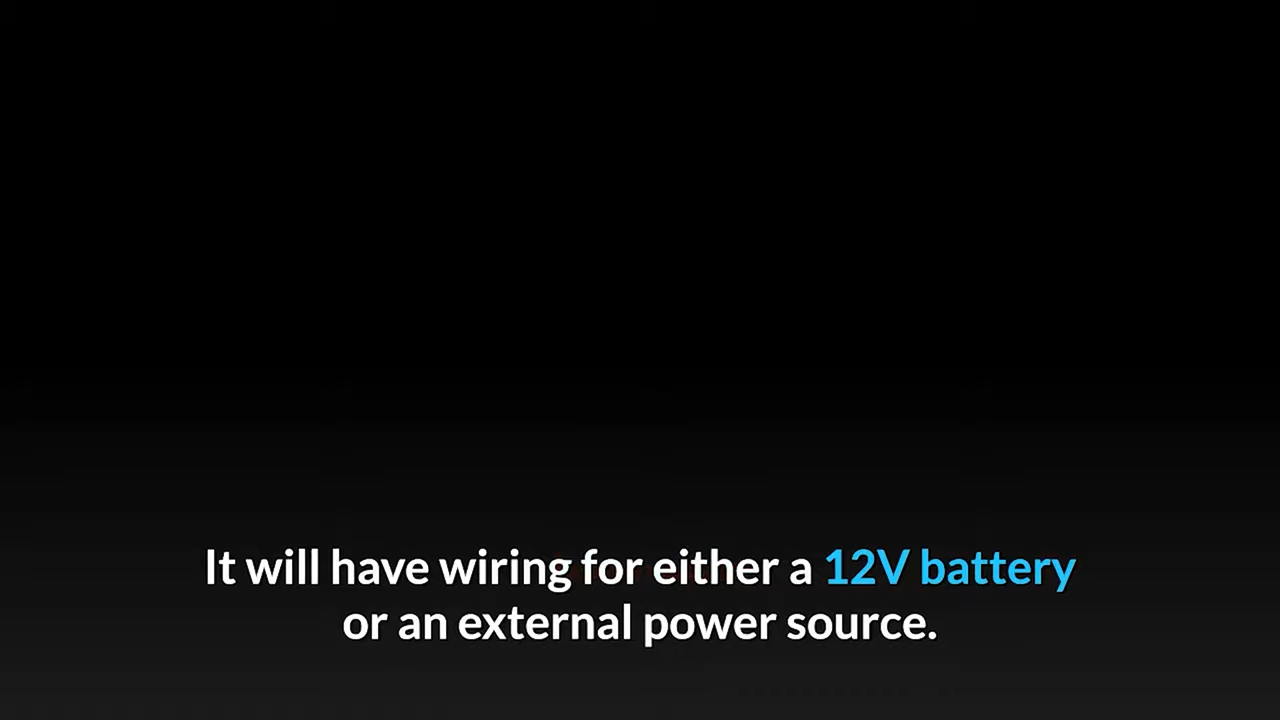 It will have wiring for either a 12V battery
or an external power source.